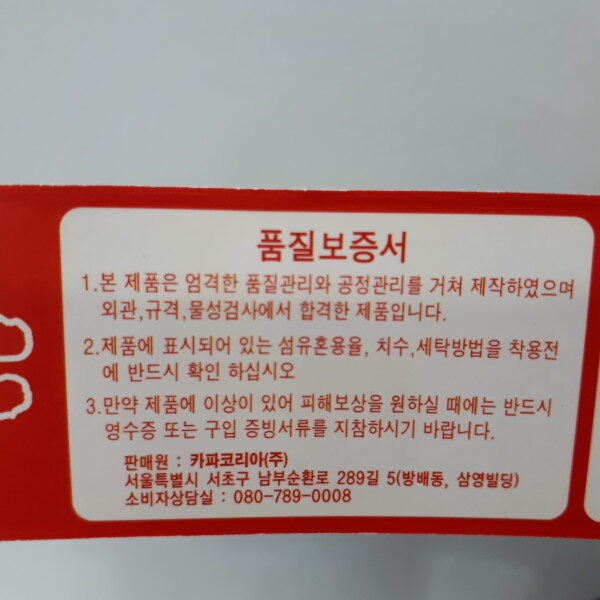 품질보증서
1.본 제품은 엄격한 품질관리와 공정관리를 거쳐 제작하였으며
외관,규격,물성검사에서 합격한 제품입니다.
2.제품에 표시되어 있는 섬유혼용율, 치수,세탁방법을 착용전
에 반드시 확인 하십시오
3.만약 제품에 이상이 있어 피해보상을 원하실 때에는 반드시
영수증 또는 구입 증빙서류를 지참하시기 바랍니다.
판매원 : 카파코리아(주)
서울특별시 서초구 남부순환로 289길 5(방배동, 삼영빌딩)
소비자상담실 : 080-789-0008